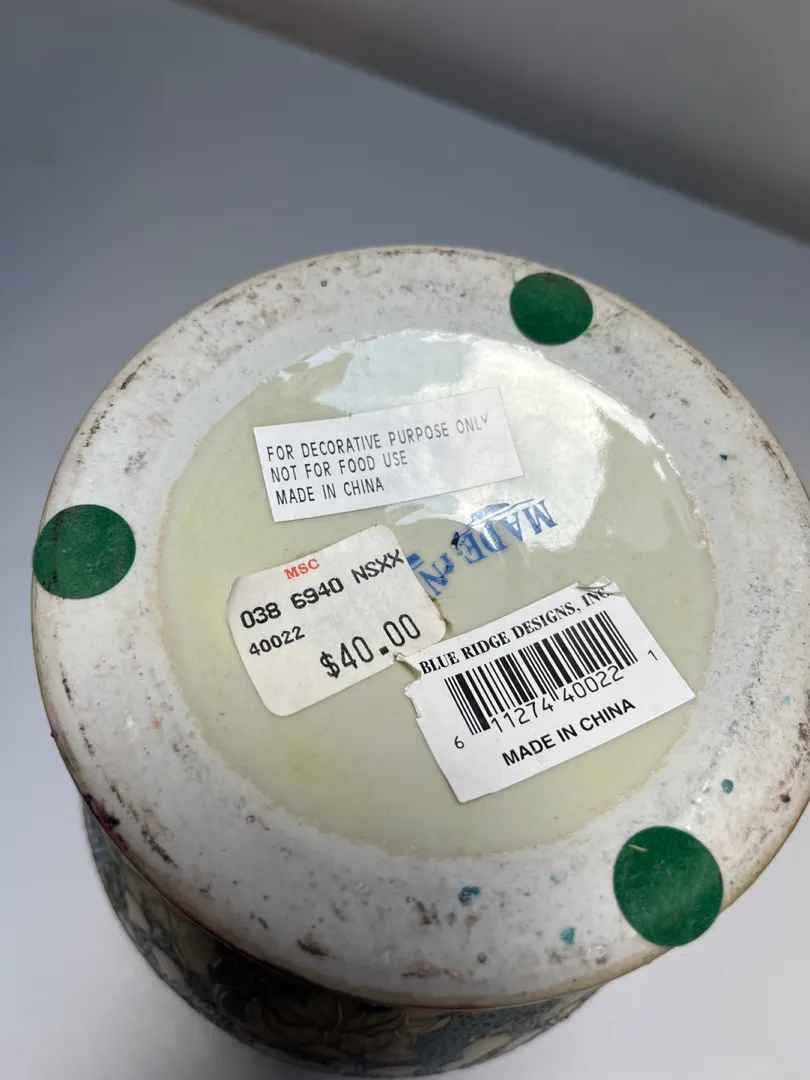 FOR DECORATIVE PURPOSE ONLY
NOT FOR FOOD USE
MADE IN CHINA
MADE IN
MSC
038 6940 NSXX
40022
$40.00
BLUE RIDGE DESIGNS, INC.
6 11274 40022 1
MADE IN CHINA